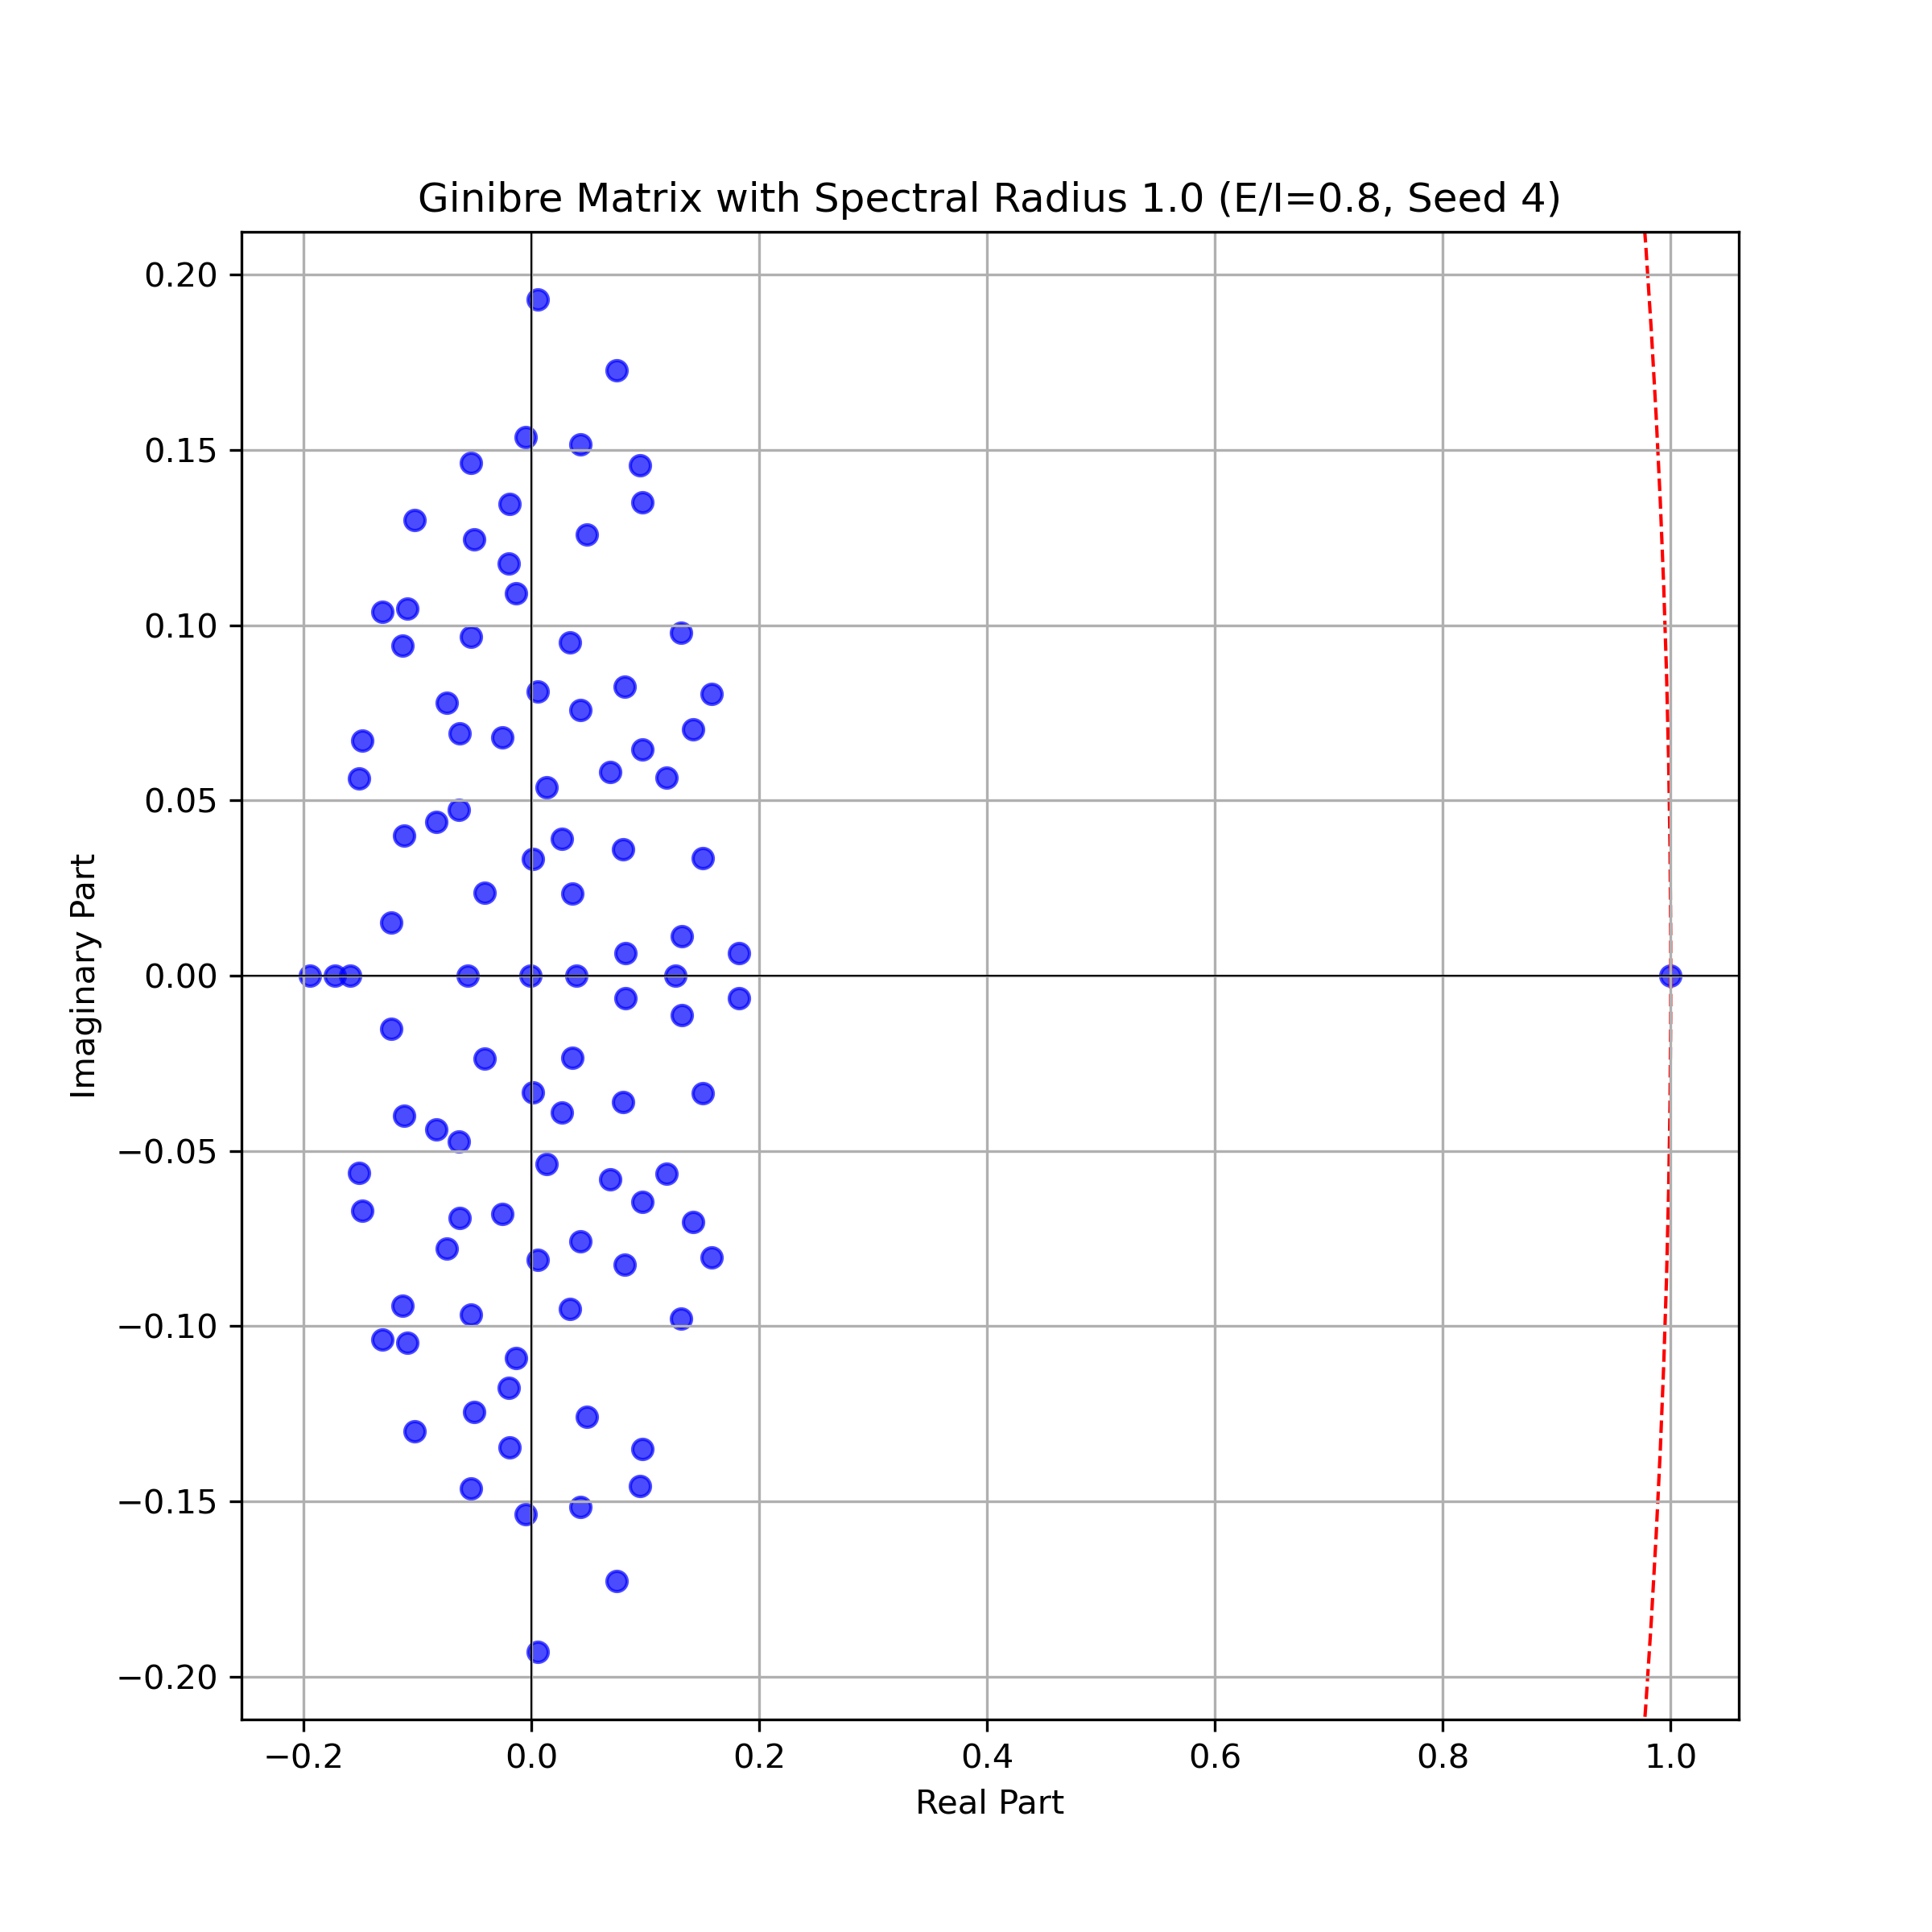 Ginibre Matrix with Spectral Radius 1.0 (E/I=0.8, Seed 4)
0.20
0.15
0.10
0.05
0.00
−0.05
−0.10
−0.15
−0.20
Imaginary Part
−0.2 0.0 0.2 0.4 0.6 0.8 1.0
Real Part